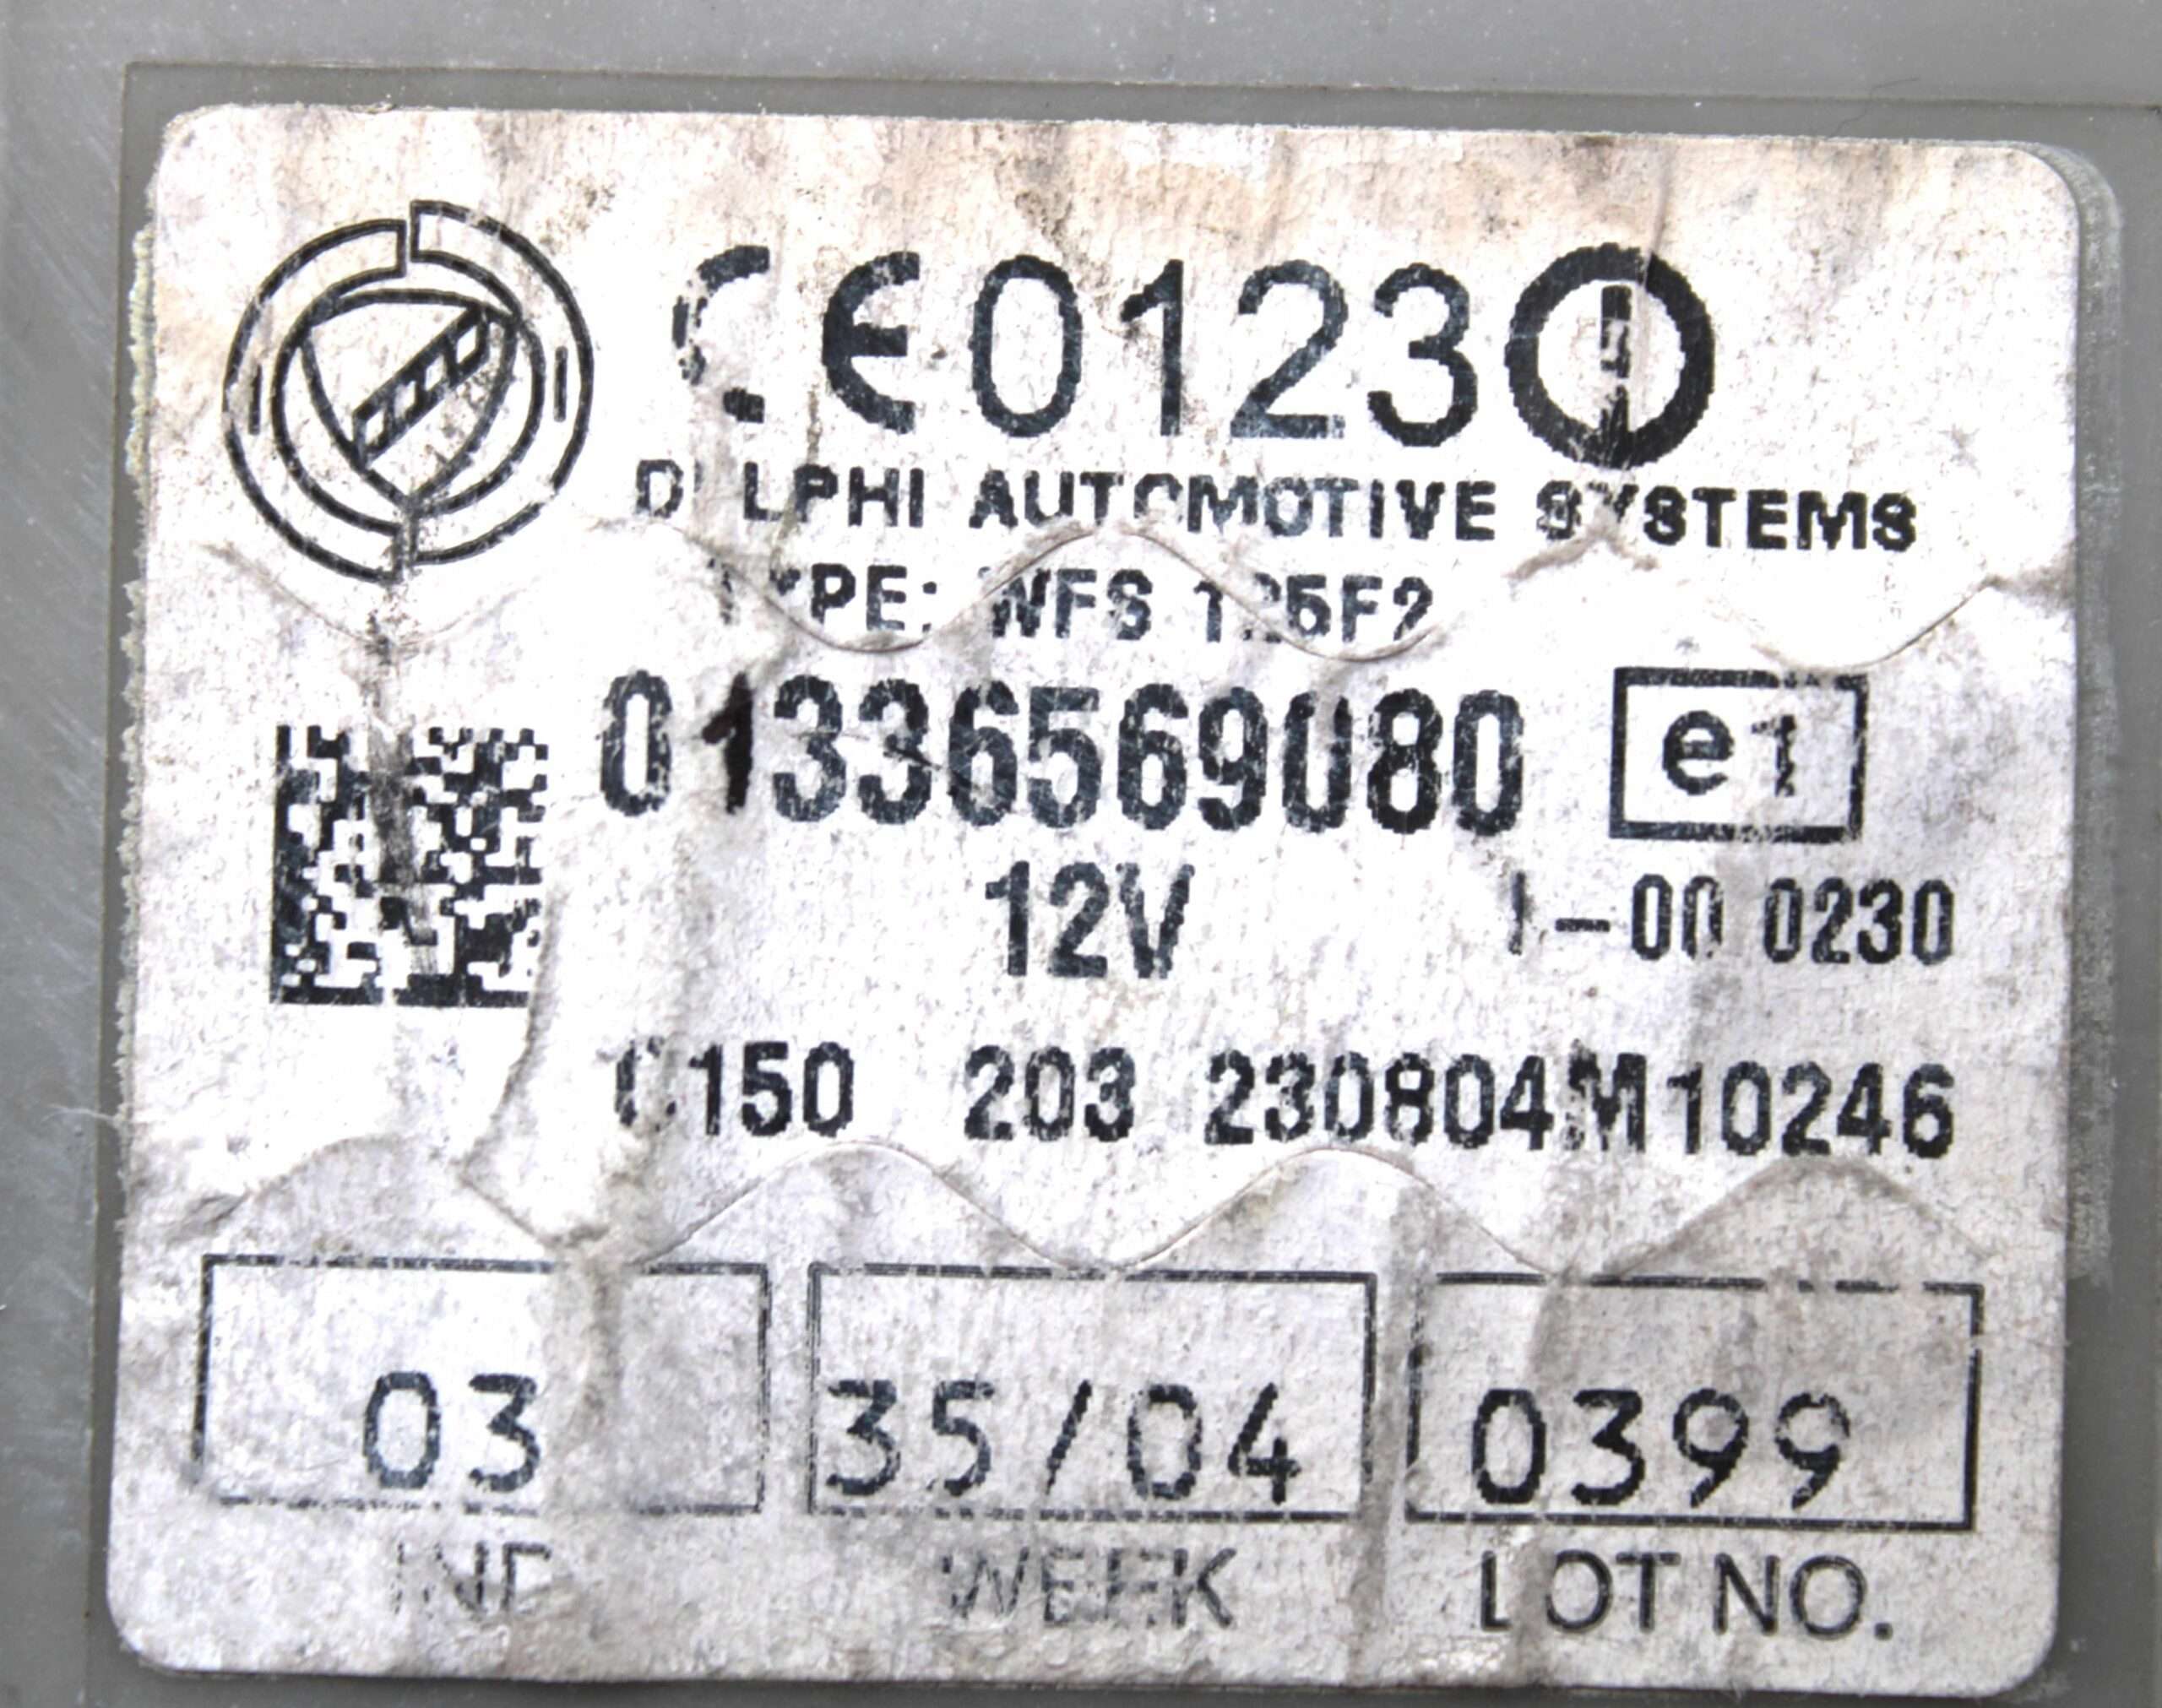 CE0123
DELPHI AUTOMOTIVE SYSTEMS
TYPE: WFS 125F2
01336569080
e1
12V
I-00 0230
0150 203 230804M10246
03
35/04
0399
IND
WEEK
LOT NO.